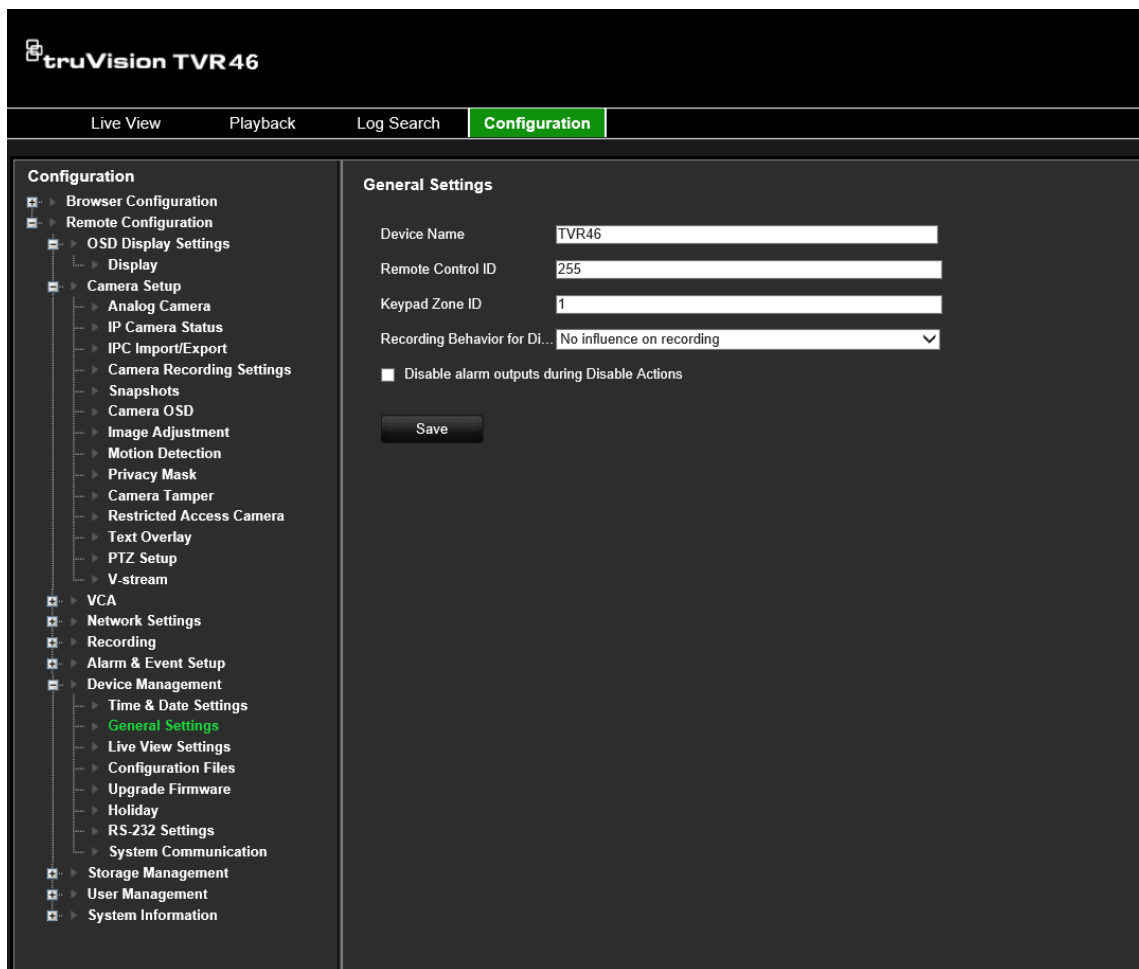 truVision TVR46
Live View Playback Log Search Configuration
Configuration
Browser Configuration
Remote Configuration
OSD Display Settings
Display
Camera Setup
Analog Camera
IP Camera Status
IPC Import/Export
Camera Recording Settings
Snapshots
Camera OSD
Image Adjustment
Motion Detection
Privacy Mask
Camera Tamper
Restricted Access Camera
Text Overlay
PTZ Setup
V-stream
VCA
Network Settings
Recording
Alarm & Event Setup
Device Management
Time & Date Settings
General Settings
Live View Settings
Configuration Files
Upgrade Firmware
Holiday
RS-232 Settings
System Communication
Storage Management
User Management
System Information
General Settings
Device Name TVR46
Remote Control ID 255
Keypad Zone ID 1
Recording Behavior for Di... No influence on recording
Disable alarm outputs during Disable Actions
Save